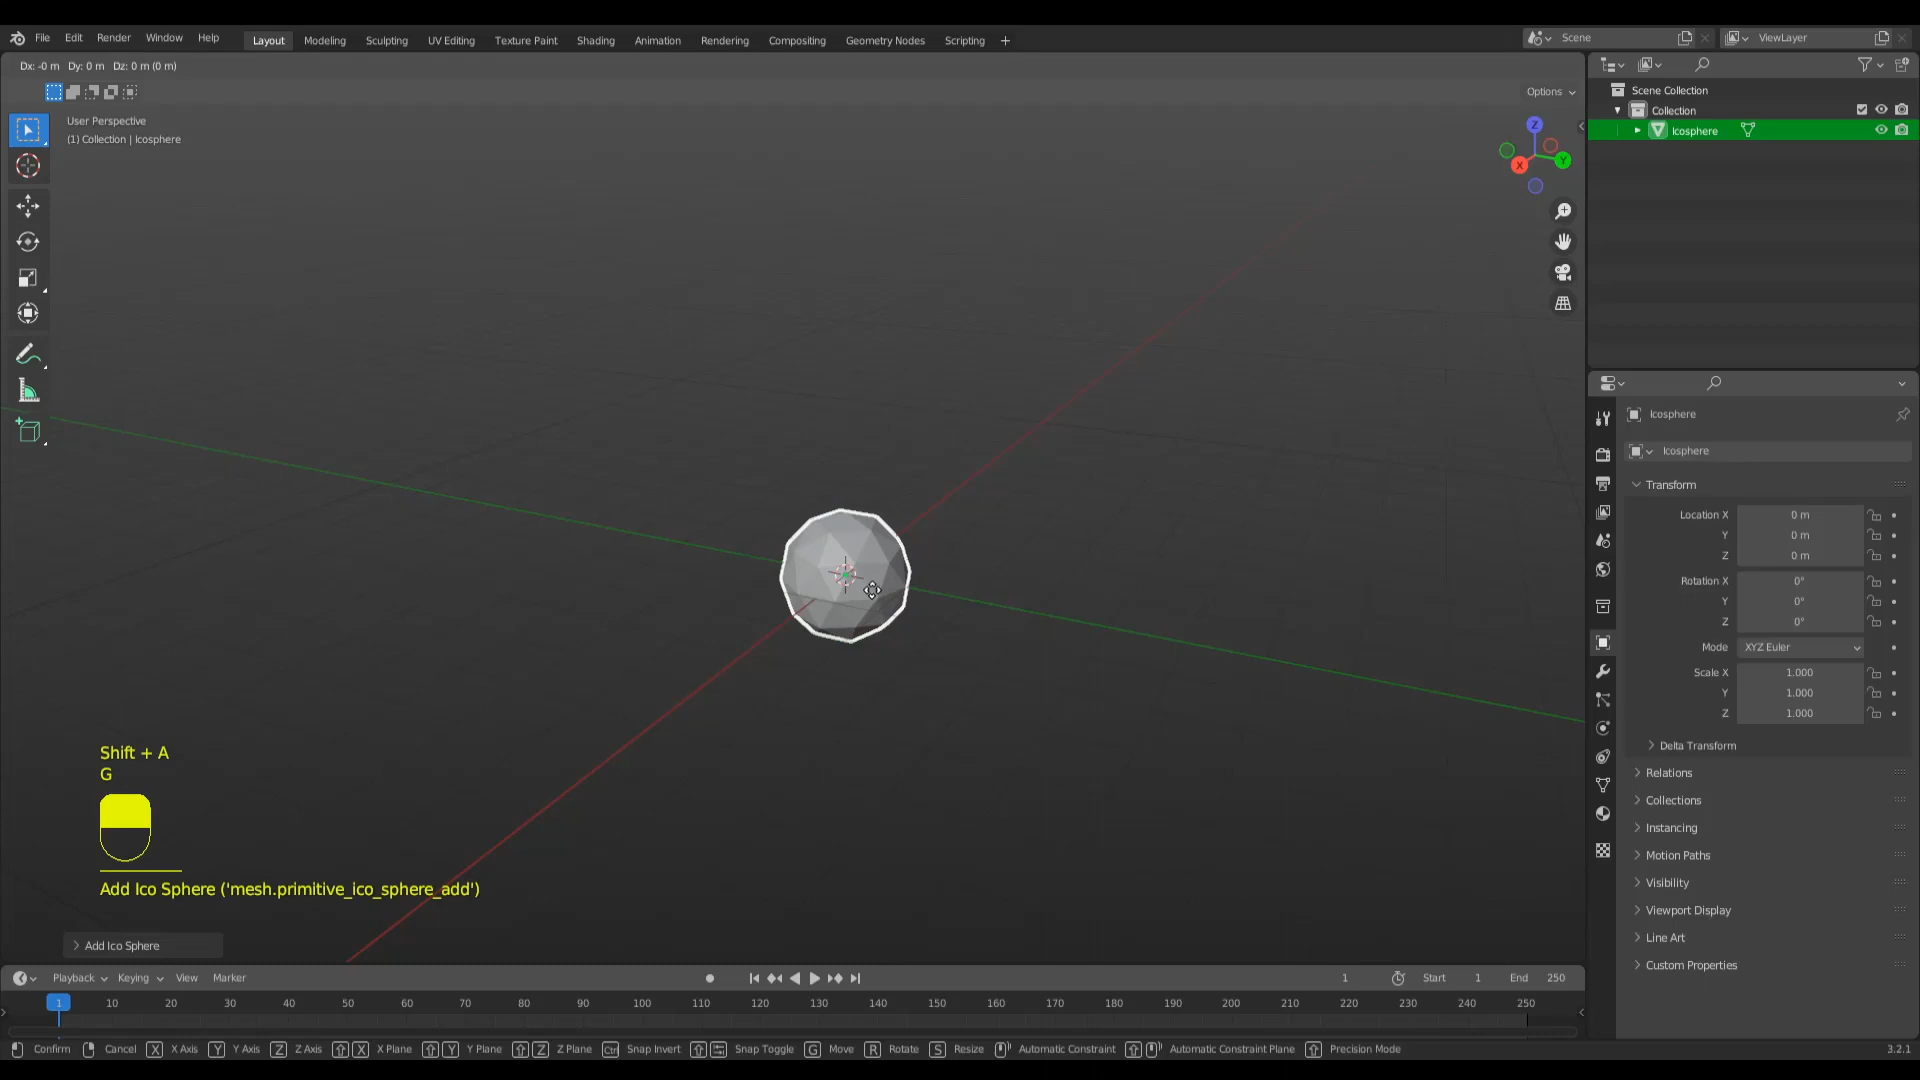 File Edit Render Window Help Layout Modeling Sculpting UV Editing Texture Paint Shading Animation Rendering Compositing Geometry Nodes Scripting + Scene ViewLayer
Dx: -0 m Dy: 0 m Dz: 0 m (0 m)
Options
User Perspective
(1) Collection | Icosphere
Z
X
Y
Scene Collection
Collection
Icosphere
Icosphere
Icosphere
Transform
Location X 0 m
Y 0 m
Z 0 m
Rotation X 0°
Y 0°
Z 0°
Mode XYZ Euler
Scale X 1.000
Y 1.000
Z 1.000
Delta Transform
Relations
Collections
Instancing
Motion Paths
Visibility
Viewport Display
Line Art
Custom Properties
Shift + A
G
Add Ico Sphere ('mesh.primitive_ico_sphere_add')
Add Ico Sphere
Playback Keying View Marker 1 Start 1 End 250
1 10 20 30 40 50 60 70 80 90 100 110 120 130 140 150 160 170 180 190 200 210 220 230 240 250
Confirm Cancel X X Axis Y Y Axis Z Z Axis X X Plane Y Y Plane Z Z Plane Ctrl Snap Invert Snap Toggle G Move R Rotate S Resize Automatic Constraint Automatic Constraint Plane Precision Mode 3.2.1